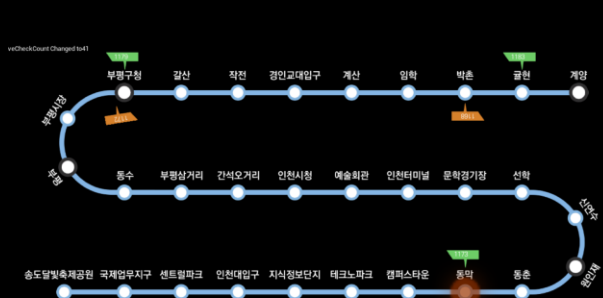 veCheckCount Changed to41
부평구청 갈산 작전 경인교대입구 계산 임학 박촌 귤현 계양
부평시장
부평
동수 부평삼거리 간석오거리 인천시청 예술회관 인천터미널 문학경기장 선학
신연수
원인재
1173
송도달빛축제공원 국제업무지구 센트럴파크 인천대입구 지식정보단지 테크노파크 캠퍼스타운 동막 동춘